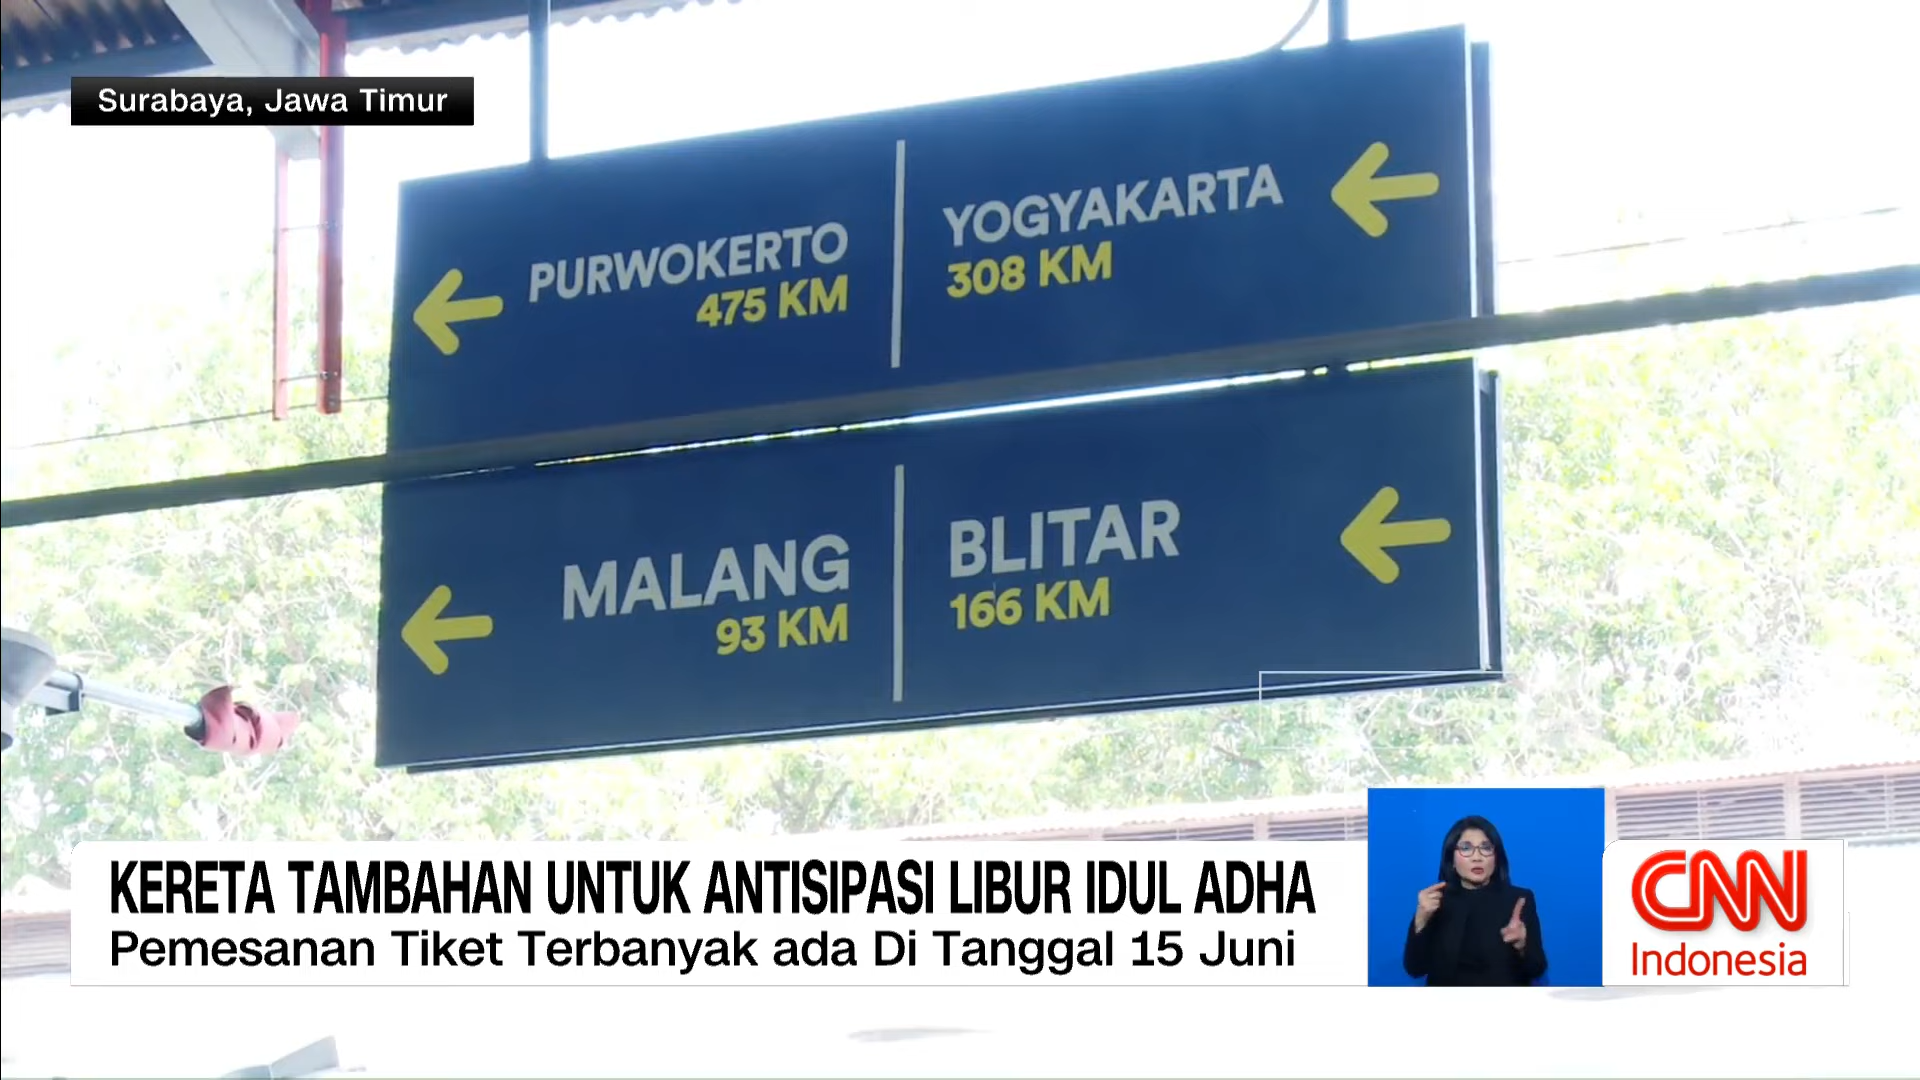 Surabaya, Jawa Timur
PURWOKERTO
475 KM
YOGYAKARTA
308 KM
MALANG
93 KM
BLITAR
166 KM
KERETA TAMBAHAN UNTUK ANTISIPASI LIBUR IDUL ADHA
Pemesanan Tiket Terbanyak ada Di Tanggal 15 Juni
CNN
Indonesia